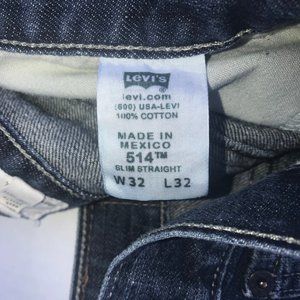 Levi's
levi.com
(800) USA-LEVI
100% COTTON
MADE IN
MEXICO
514™
SLIM STRAIGHT
W32 L32